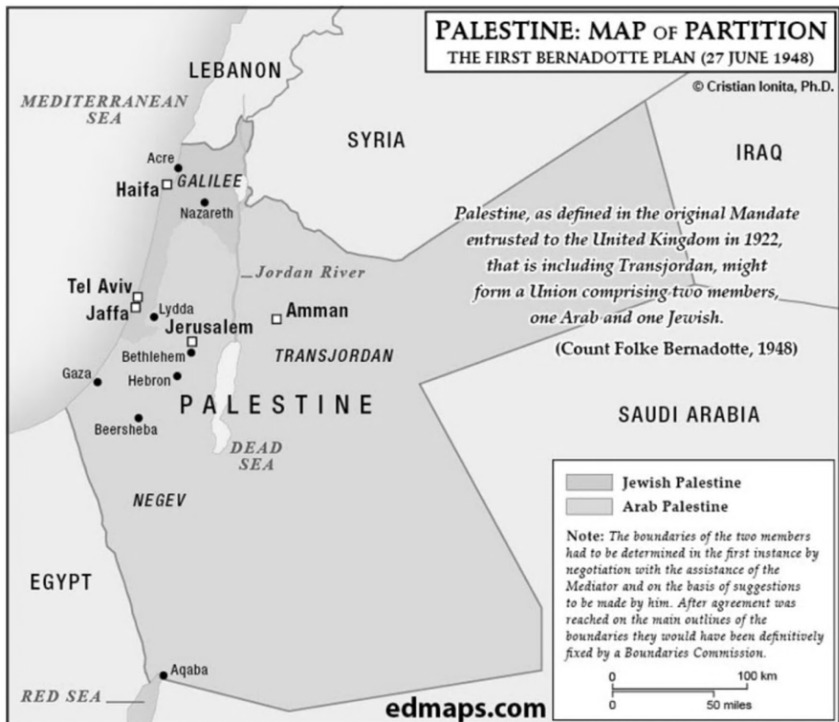 PALESTINE: MAP OF PARTITION
THE FIRST BERNADOTTE PLAN (27 JUNE 1948)
© Cristian Ionita, Ph.D.
LEBANON
MEDITERRANEAN
SEA
SYRIA
IRAQ
Acre
Haifa
GALILEE
Nazareth
Palestine, as defined in the original Mandate
entrusted to the United Kingdom in 1922,
that is including Transjordan, might
form a Union comprising two members,
one Arab and one Jewish.
(Count Folke Bernadotte, 1948)
Jordan River
Tel Aviv
Jaffa
Lydda
Jerusalem
Amman
Bethlehem
TRANSJORDAN
Gaza
Hebron
PALESTINE
Beersheba
DEAD
SEA
SAUDI ARABIA
NEGEV
EGYPT
Aqaba
RED SEA
Jewish Palestine
Arab Palestine
Note: The boundaries of the two members
had to be determined in the first instance by
negotiation with the assistance of the
Mediator and on the basis of suggestions
to be made by him. After agreement was
reached on the main outlines of the
boundaries they would have been definitively
fixed by a Boundaries Commission.
0 100 km
0 50 miles
edmaps.com